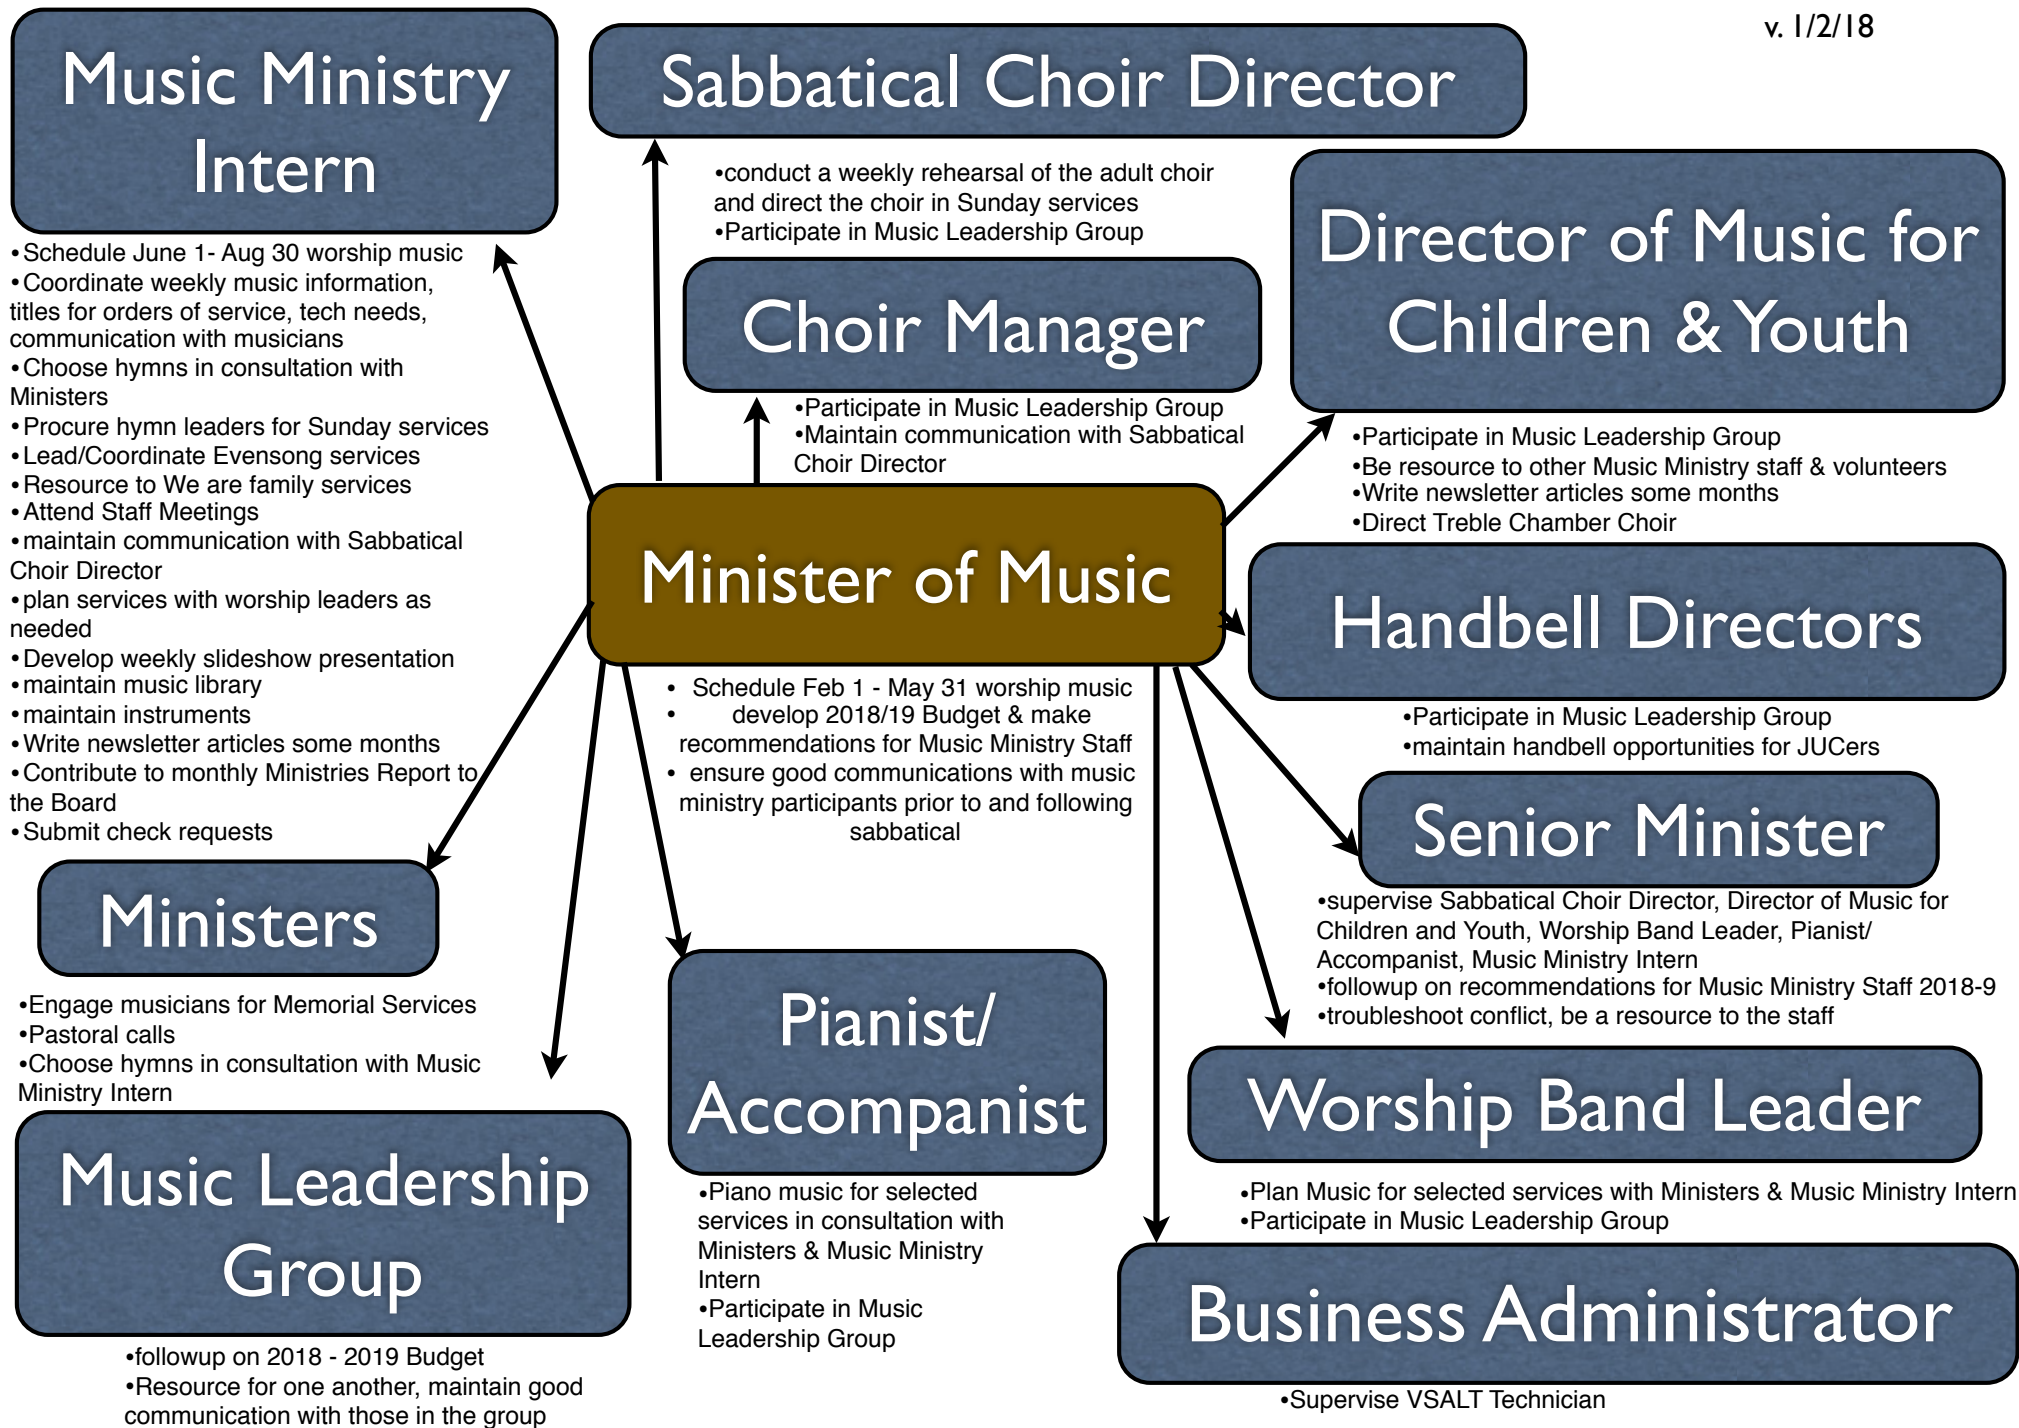 v. 1/2/18
Music Ministry
Intern
•Schedule June 1- Aug 30 worship music
•Coordinate weekly music information,
titles for orders of service, tech needs,
communication with musicians
•Choose hymns in consultation with
Ministers
•Procure hymn leaders for Sunday services
•Lead/Coordinate Evensong services
•Resource to We are family services
•Attend Staff Meetings
•maintain communication with Sabbatical
Choir Director
•plan services with worship leaders as
needed
•Develop weekly slideshow presentation
•maintain music library
•maintain instruments
•Write newsletter articles some months
•Contribute to monthly Ministries Report to
the Board
•Submit check requests
Sabbatical Choir Director
•conduct a weekly rehearsal of the adult choir
and direct the choir in Sunday services
•Participate in Music Leadership Group
Choir Manager
•Participate in Music Leadership Group
•Maintain communication with Sabbatical
Choir Director
Director of Music for
Children & Youth
•Participate in Music Leadership Group
•Be resource to other Music Ministry staff & volunteers
•Write newsletter articles some months
•Direct Treble Chamber Choir
Minister of Music
• Schedule Feb 1 - May 31 worship music
• develop 2018/19 Budget & make
recommendations for Music Ministry Staff
• ensure good communications with music
ministry participants prior to and following
sabbatical
Handbell Directors
•Participate in Music Leadership Group
•maintain handbell opportunities for JUCers
Senior Minister
•supervise Sabbatical Choir Director, Director of Music for
Children and Youth, Worship Band Leader, Pianist/
Accompanist, Music Ministry Intern
•followup on recommendations for Music Ministry Staff 2018-9
•troubleshoot conflict, be a resource to the staff
Ministers
•Engage musicians for Memorial Services
•Pastoral calls
•Choose hymns in consultation with Music
Ministry Intern
Pianist/
Accompanist
•Piano music for selected
services in consultation with
Ministers & Music Ministry
Intern
•Participate in Music
Leadership Group
Worship Band Leader
•Plan Music for selected services with Ministers & Music Ministry Intern
•Participate in Music Leadership Group
Music Leadership
Group
•followup on 2018 - 2019 Budget
•Resource for one another, maintain good
communication with those in the group
Business Administrator
•Supervise VSALT Technician